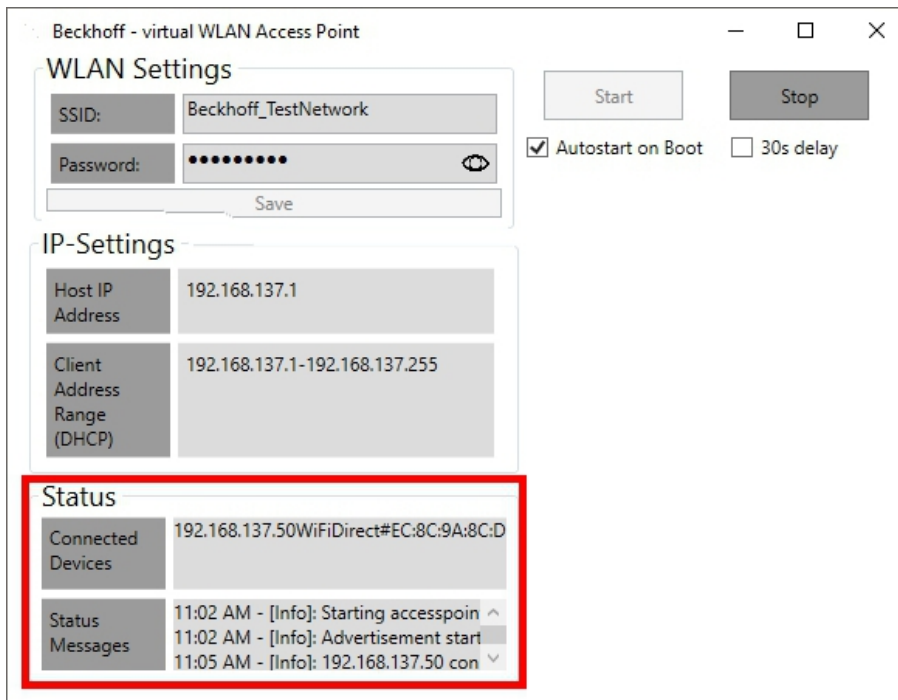 Beckhoff - virtual WLAN Access Point
WLAN Settings
SSID:
Beckhoff_TestNetwork
Password:
•••••••••
Save
Start
Stop
Autostart on Boot
30s delay
IP-Settings
Host IP
Address
192.168.137.1
Client
Address
Range
(DHCP)
192.168.137.1-192.168.137.255
Status
Connected
Devices
192.168.137.50WiFiDirect#EC:8C:9A:8C:D
Status
Messages
11:02 AM - [Info]: Starting accesspoin
11:02 AM - [Info]: Advertisement start
11:05 AM - [Info]: 192.168.137.50 con